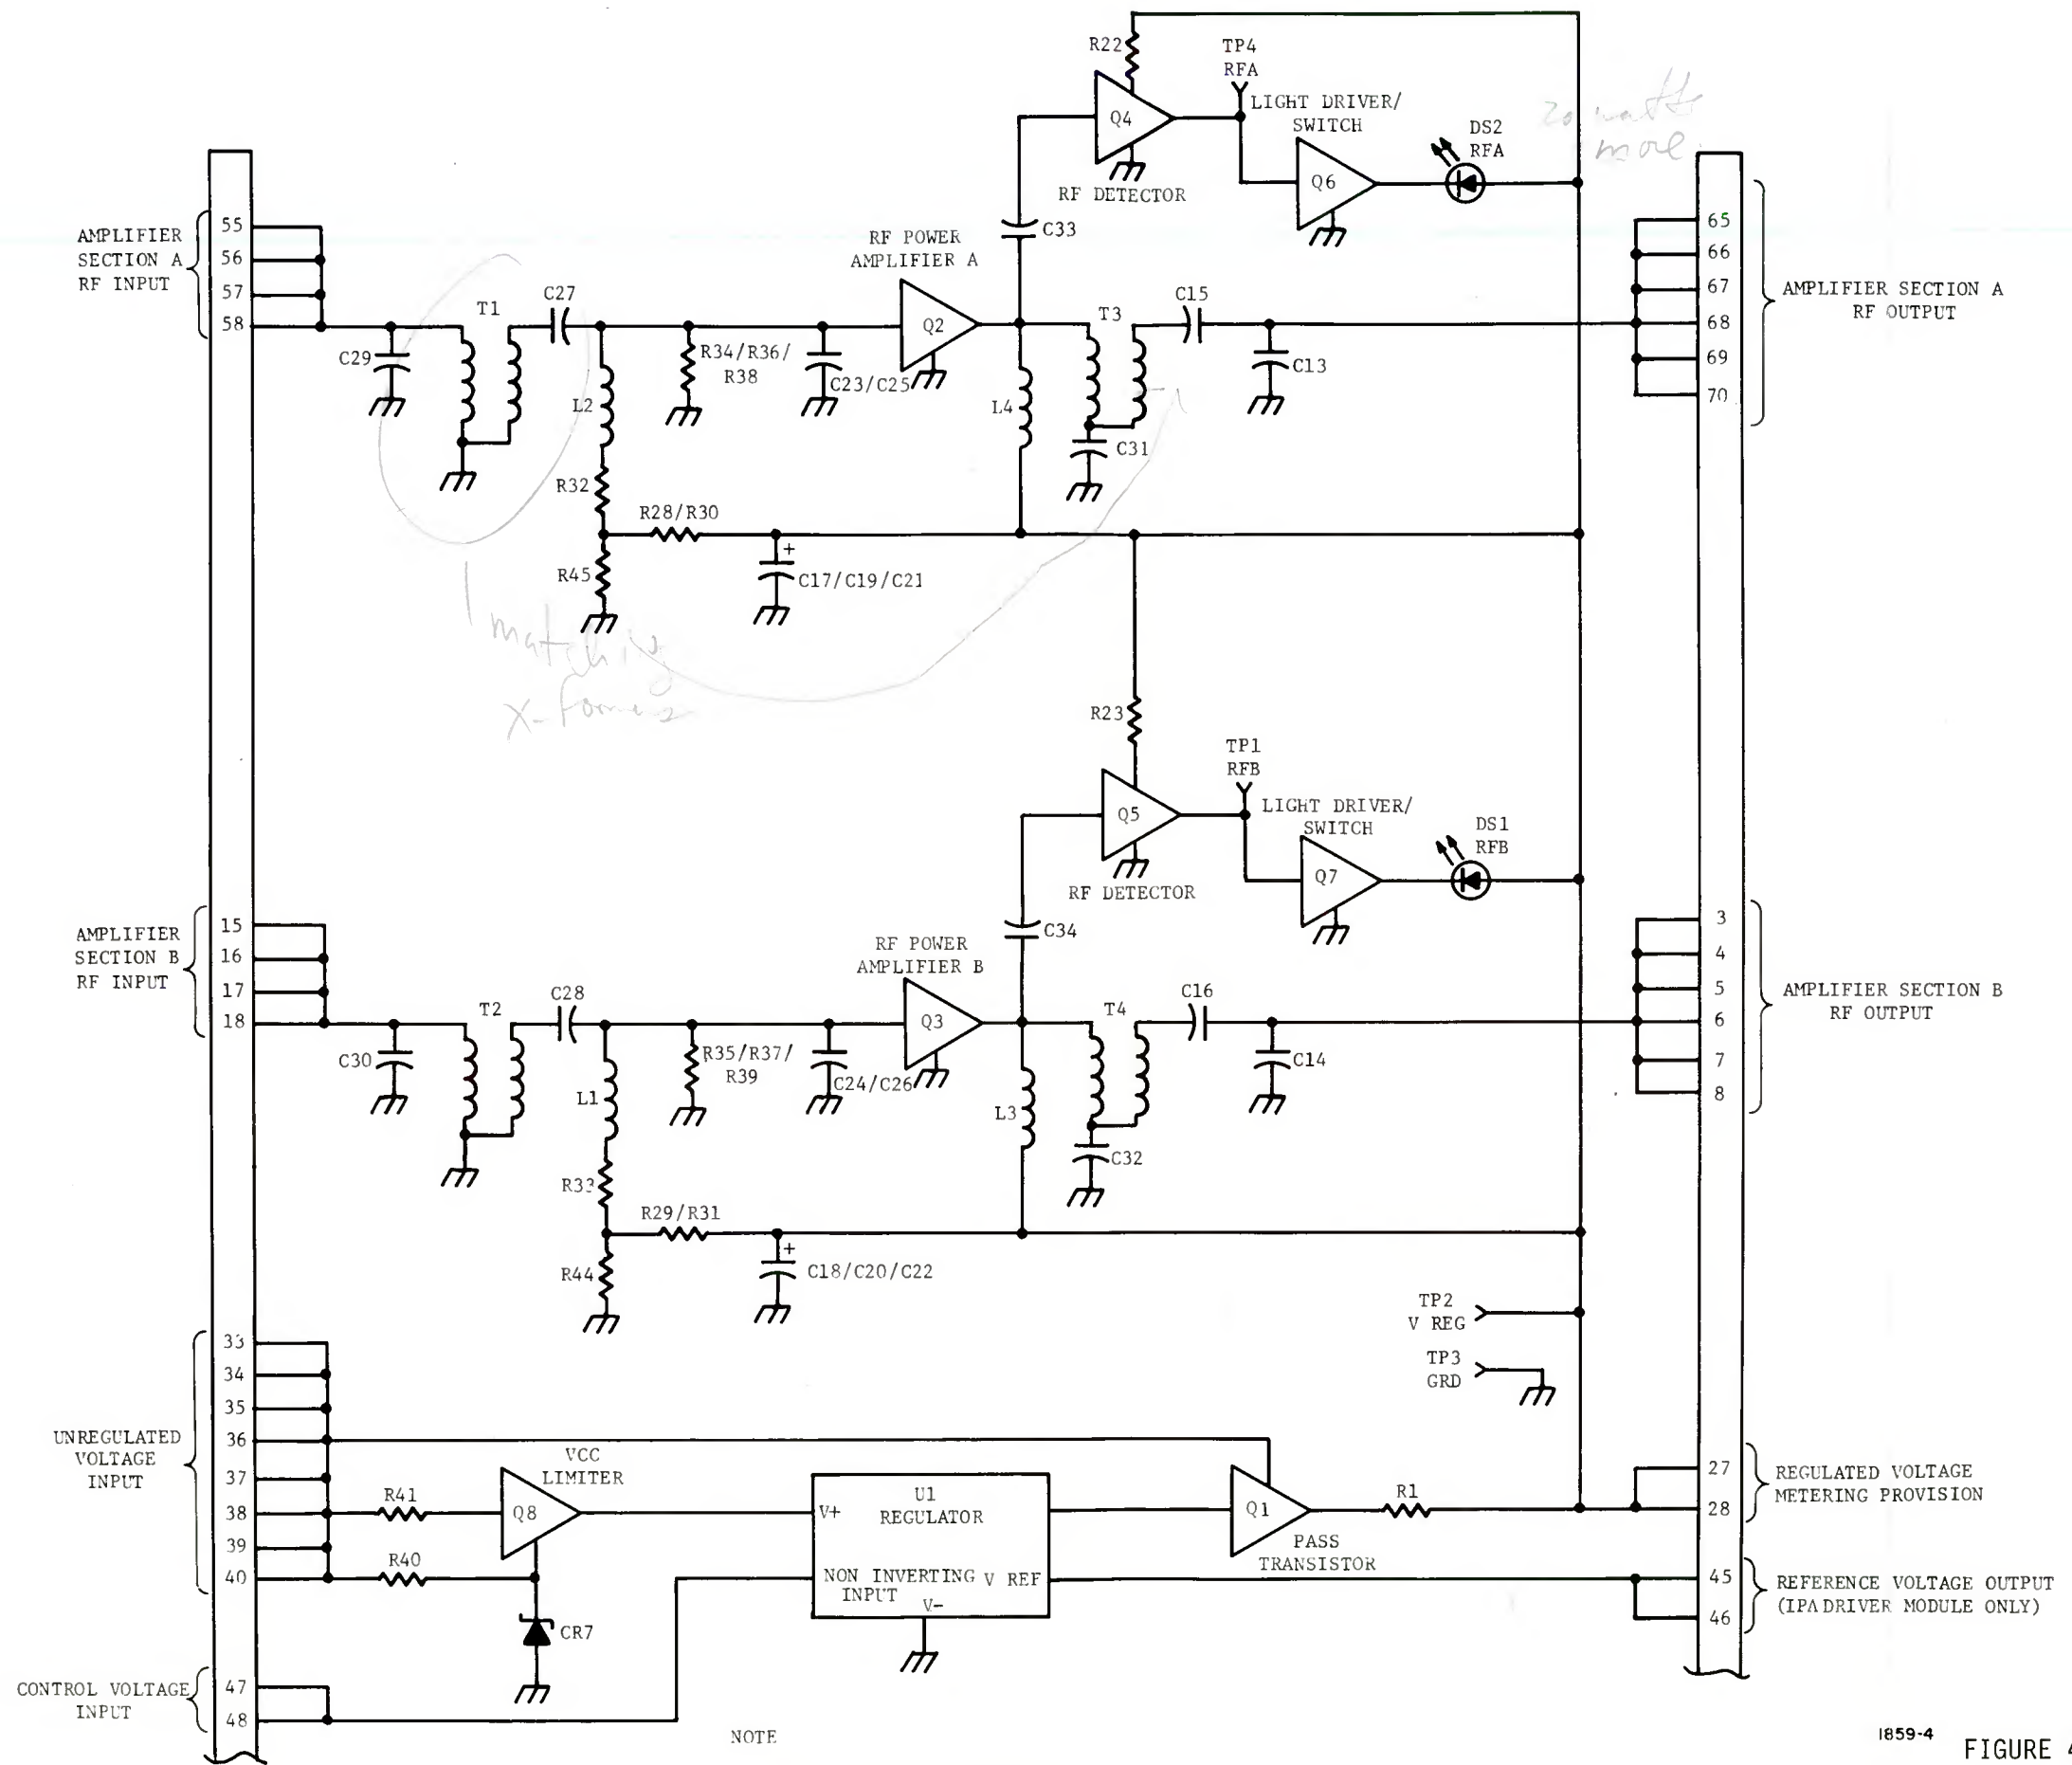 R22
TP4
RFA
Q4
LIGHT DRIVER/
SWITCH
20 watts
more
DS2
RFA
Q6
RF DETECTOR
C33
AMPLIFIER
SECTION A
RF INPUT
55
56
57
58
RF POWER
AMPLIFIER A
65
66
67
68
69
70
AMPLIFIER SECTION A
RF OUTPUT
C29
T1
C27
L2
R34/R36/
R38
C23/C25
Q2
L4
T3
C15
C13
C31
R32
R28/R30
R45
+
C17/C19/C21
matching
X-formers
R23
TP1
RFB
Q5
LIGHT DRIVER/
SWITCH
DS1
RFB
Q7
RF DETECTOR
C34
AMPLIFIER
SECTION B
RF INPUT
15
16
17
18
RF POWER
AMPLIFIER B
3
4
5
6
7
8
AMPLIFIER SECTION B
RF OUTPUT
C30
T2
C28
L1
R35/R37/
R39
C24/C26
Q3
L3
T4
C16
C14
C32
R33
R29/R31
R44
+
C18/C20/C22
TP2
V REG
TP3
GRD
UNREGULATED
VOLTAGE
INPUT
33
34
35
36
37
38
39
40
R41
R40
VCC
LIMITER
Q8
CR7
V+
U1
REGULATOR
NON INVERTING
INPUT
V REF
V-
Q1
PASS
TRANSISTOR
R1
27
28
REGULATED VOLTAGE
METERING PROVISION
45
46
REFERENCE VOLTAGE OUTPUT
(IPA DRIVER MODULE ONLY)
CONTROL VOLTAGE
INPUT
47
48
NOTE
1859-4
FIGURE 4